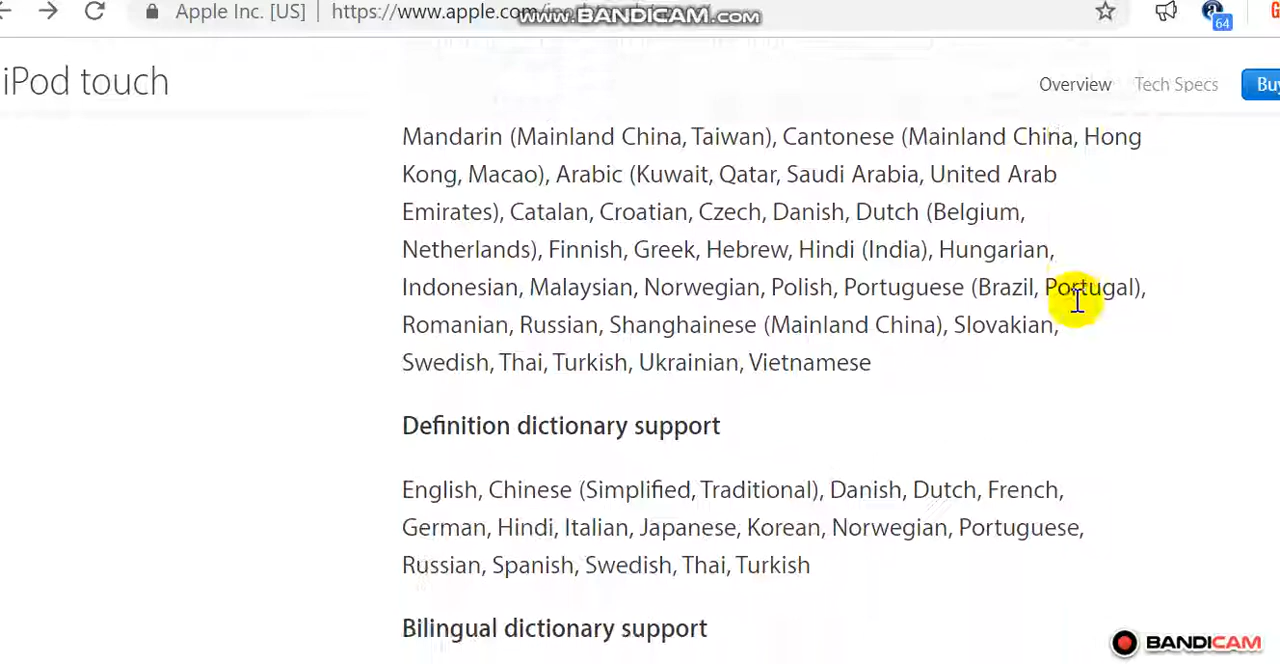 Apple Inc. [US] | https://www.apple.com
www.BANDICAM.com
64
iPod touch
Overview Tech Specs Buy
Mandarin (Mainland China, Taiwan), Cantonese (Mainland China, Hong
Kong, Macao), Arabic (Kuwait, Qatar, Saudi Arabia, United Arab
Emirates), Catalan, Croatian, Czech, Danish, Dutch (Belgium,
Netherlands), Finnish, Greek, Hebrew, Hindi (India), Hungarian,
Indonesian, Malaysian, Norwegian, Polish, Portuguese (Brazil, Portugal),
Romanian, Russian, Shanghainese (Mainland China), Slovakian,
Swedish, Thai, Turkish, Ukrainian, Vietnamese
Definition dictionary support
English, Chinese (Simplified, Traditional), Danish, Dutch, French,
German, Hindi, Italian, Japanese, Korean, Norwegian, Portuguese,
Russian, Spanish, Swedish, Thai, Turkish
Bilingual dictionary support
BANDICAM